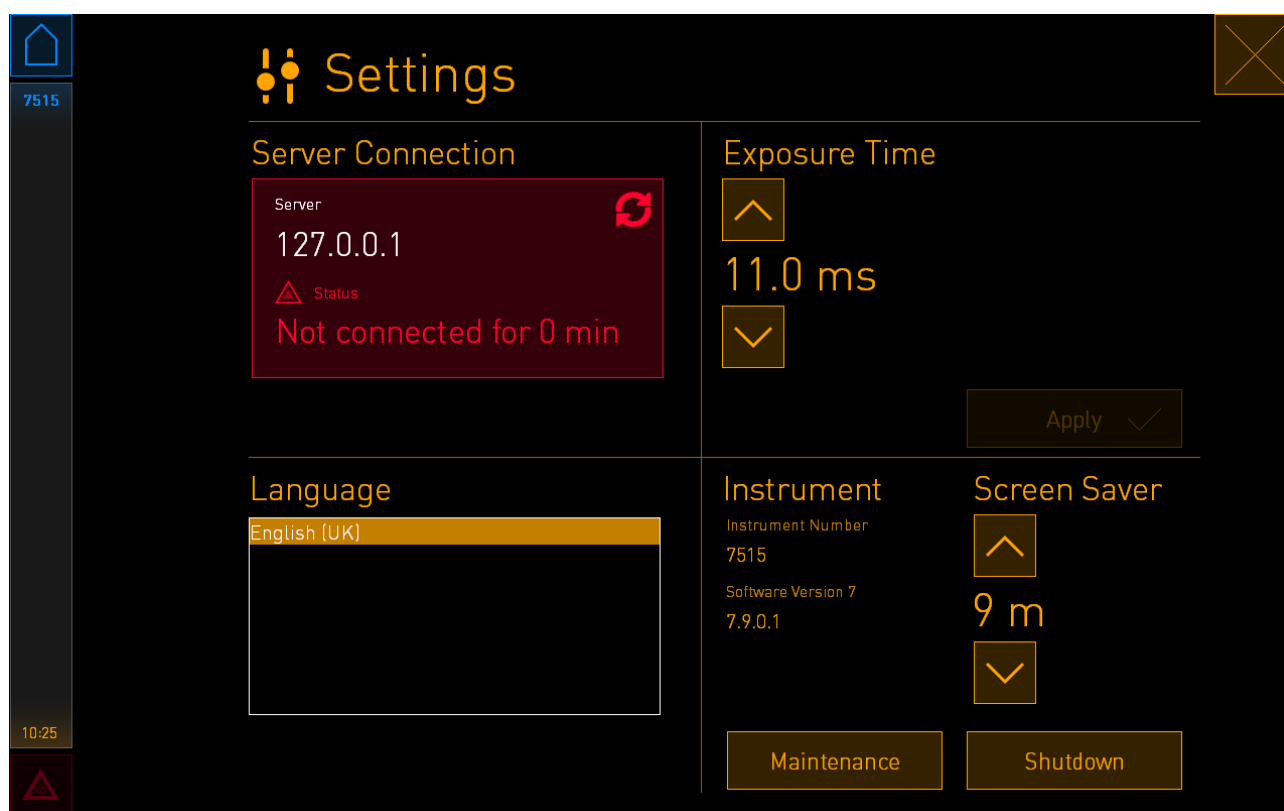 7515
10:25
Settings
Server Connection
Server
127.0.0.1
Status
Not connected for 0 min
Exposure Time
11.0 ms
Apply
Language
English (UK)
Instrument
Instrument Number
7515
Software Version 7
7.9.0.1
Maintenance
Screen Saver
9 m
Shutdown